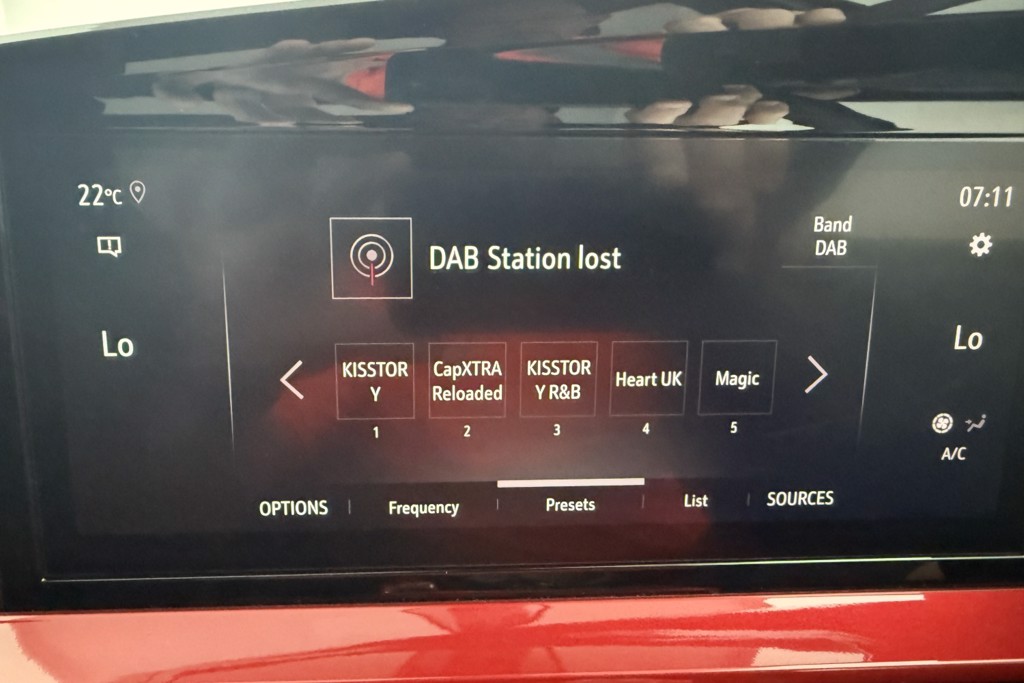 22°C
07:11
Band
DAB
DAB Station lost
Lo
Lo
KISSTOR
Y
CapXTRA
Reloaded
KISSTOR
Y R&B
Heart UK
Magic
1
2
3
4
5
A/C
OPTIONS
Frequency
Presets
List
SOURCES